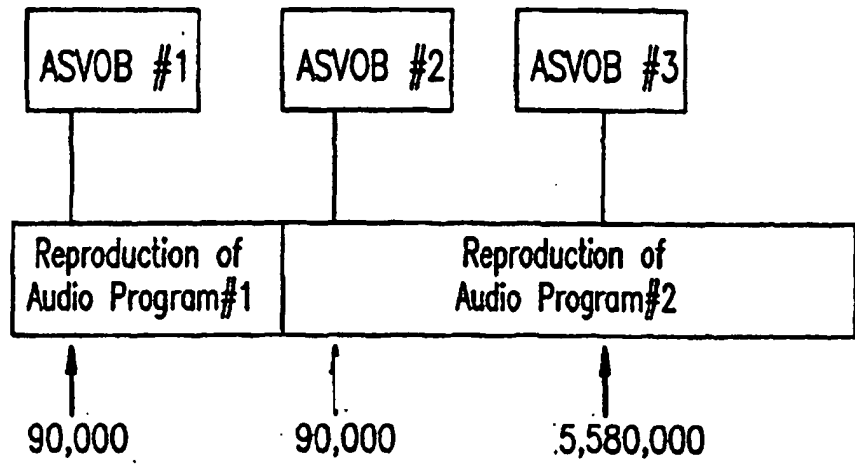 ASVOB #1
ASVOB #2
ASVOB #3
Reproduction of
Audio Program#1
Reproduction of
Audio Program#2
90,000
90,000
5,580,000